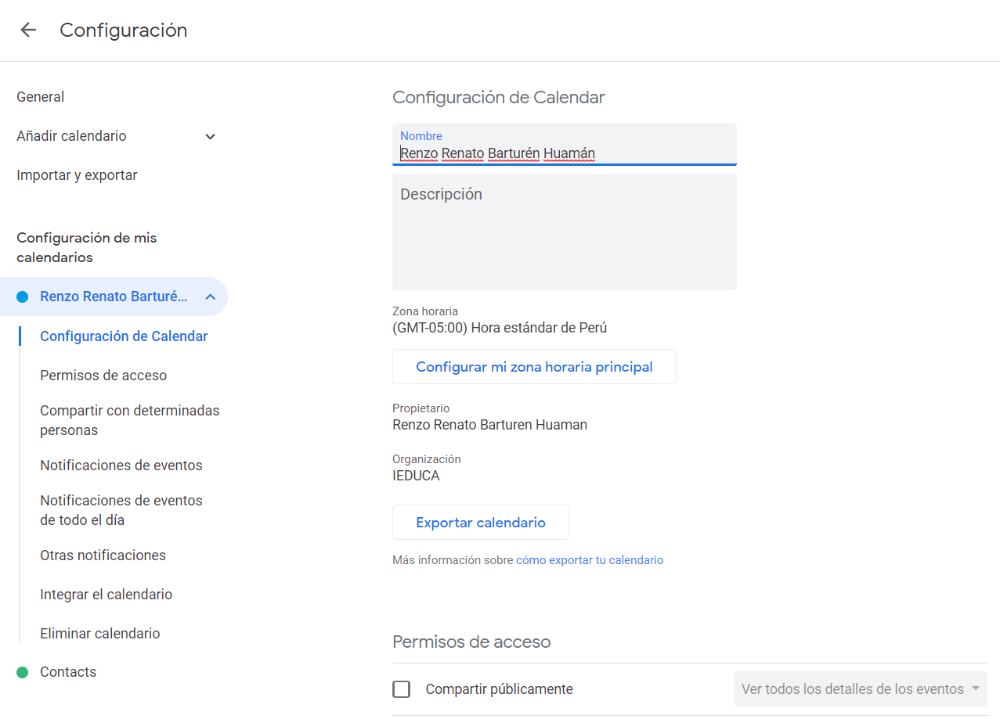 Configuración
General
Añadir calendario
Importar y exportar
Configuración de mis
calendarios
Renzo Renato Barturé...
Configuración de Calendar
Permisos de acceso
Compartir con determinadas
personas
Notificaciones de eventos
Notificaciones de eventos
de todo el día
Otras notificaciones
Integrar el calendario
Eliminar calendario
Contacts
Configuración de Calendar
Nombre
Renzo Renato Barturén Huamán
Descripción
Zona horaria
(GMT-05:00) Hora estándar de Perú
Configurar mi zona horaria principal
Propietario
Renzo Renato Barturen Huaman
Organización
IEDUCA
Exportar calendario
Más información sobre cómo exportar tu calendario
Permisos de acceso
Compartir públicamente
Ver todos los detalles de los eventos